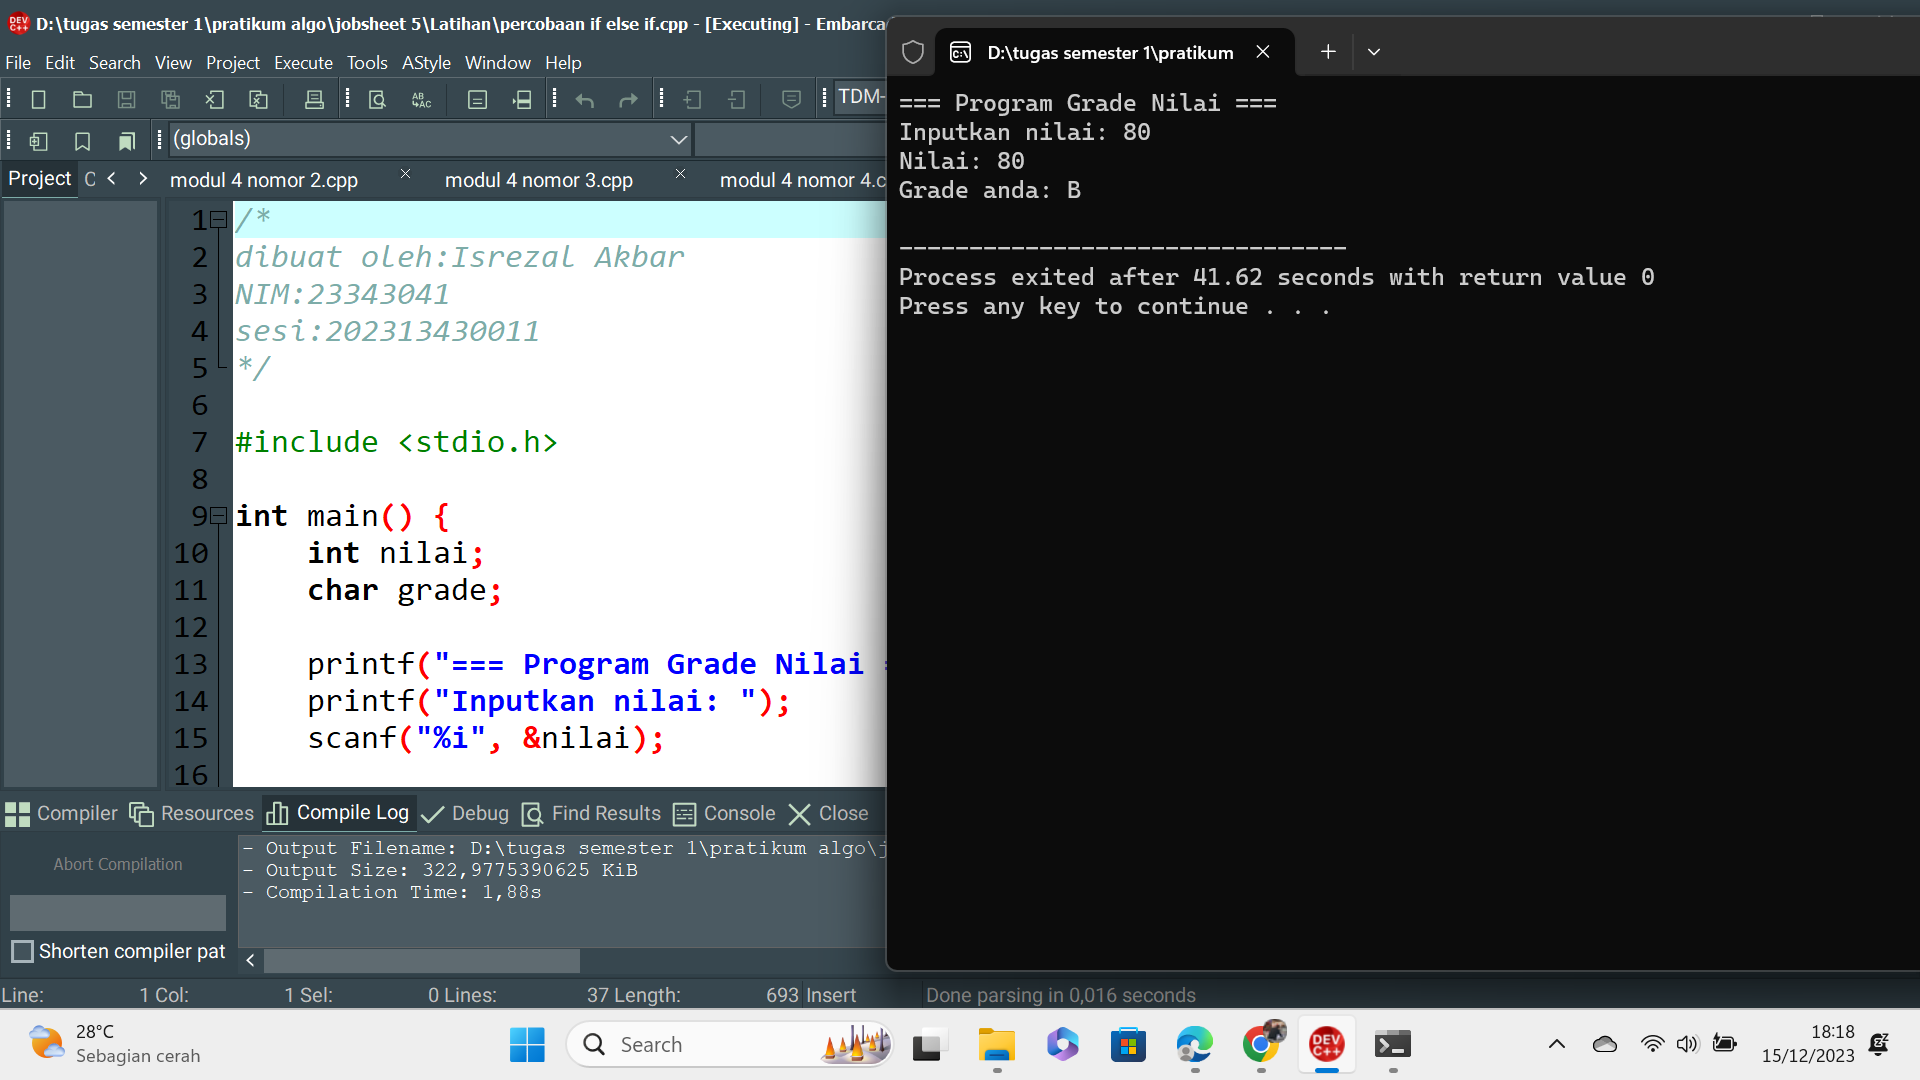 D:\tugas semester 1\pratikum algo\jobsheet 5\Latihan\percobaan if else if.cpp - [Executing] - Embarca
File Edit Search View Project Execute Tools AStyle Window Help
TDM-
(globals)
Project
modul 4 nomor 2.cpp
modul 4 nomor 3.cpp
modul 4 nomor 4.c
1 /*
2 dibuat oleh:Isrezal Akbar
3 NIM:23343041
4 sesi:202313430011
5 */
6
7 #include <stdio.h>
8
9 int main() {
10 int nilai;
11 char grade;
12
13 printf("=== Program Grade Nilai =
14 printf("Inputkan nilai: ");
15 scanf("%i", &nilai);
16
Compiler Resources Compile Log Debug Find Results Console Close
Abort Compilation
Shorten compiler pat
- Output Filename: D:\tugas semester 1\pratikum algo\j
- Output Size: 322,9775390625 KiB
- Compilation Time: 1,88s
Line: 1 Col: 1 Sel: 0 Lines: 37 Length: 693 Insert Done parsing in 0,016 seconds
D:\tugas semester 1\pratikum
=== Program Grade Nilai ===
Inputkan nilai: 80
Nilai: 80
Grade anda: B
--------------------------------
Process exited after 41.62 seconds with return value 0
Press any key to continue . . .
28°C
Sebagian cerah
Search
DEV C++
18:18
15/12/2023